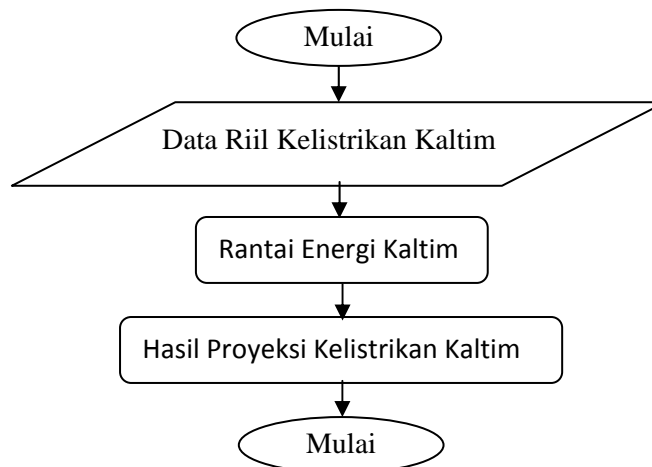 Mulai
Data Riil Kelistrikan Kaltim
Rantai Energi Kaltim
Hasil Proyeksi Kelistrikan Kaltim
Mulai